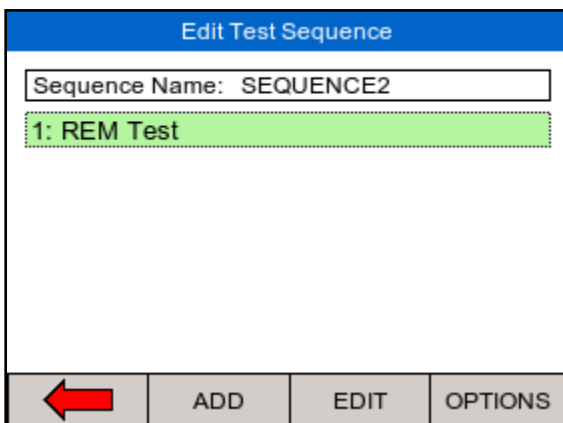 Edit Test Sequence
Sequence Name: SEQUENCE2
1: REM Test
ADD EDIT OPTIONS